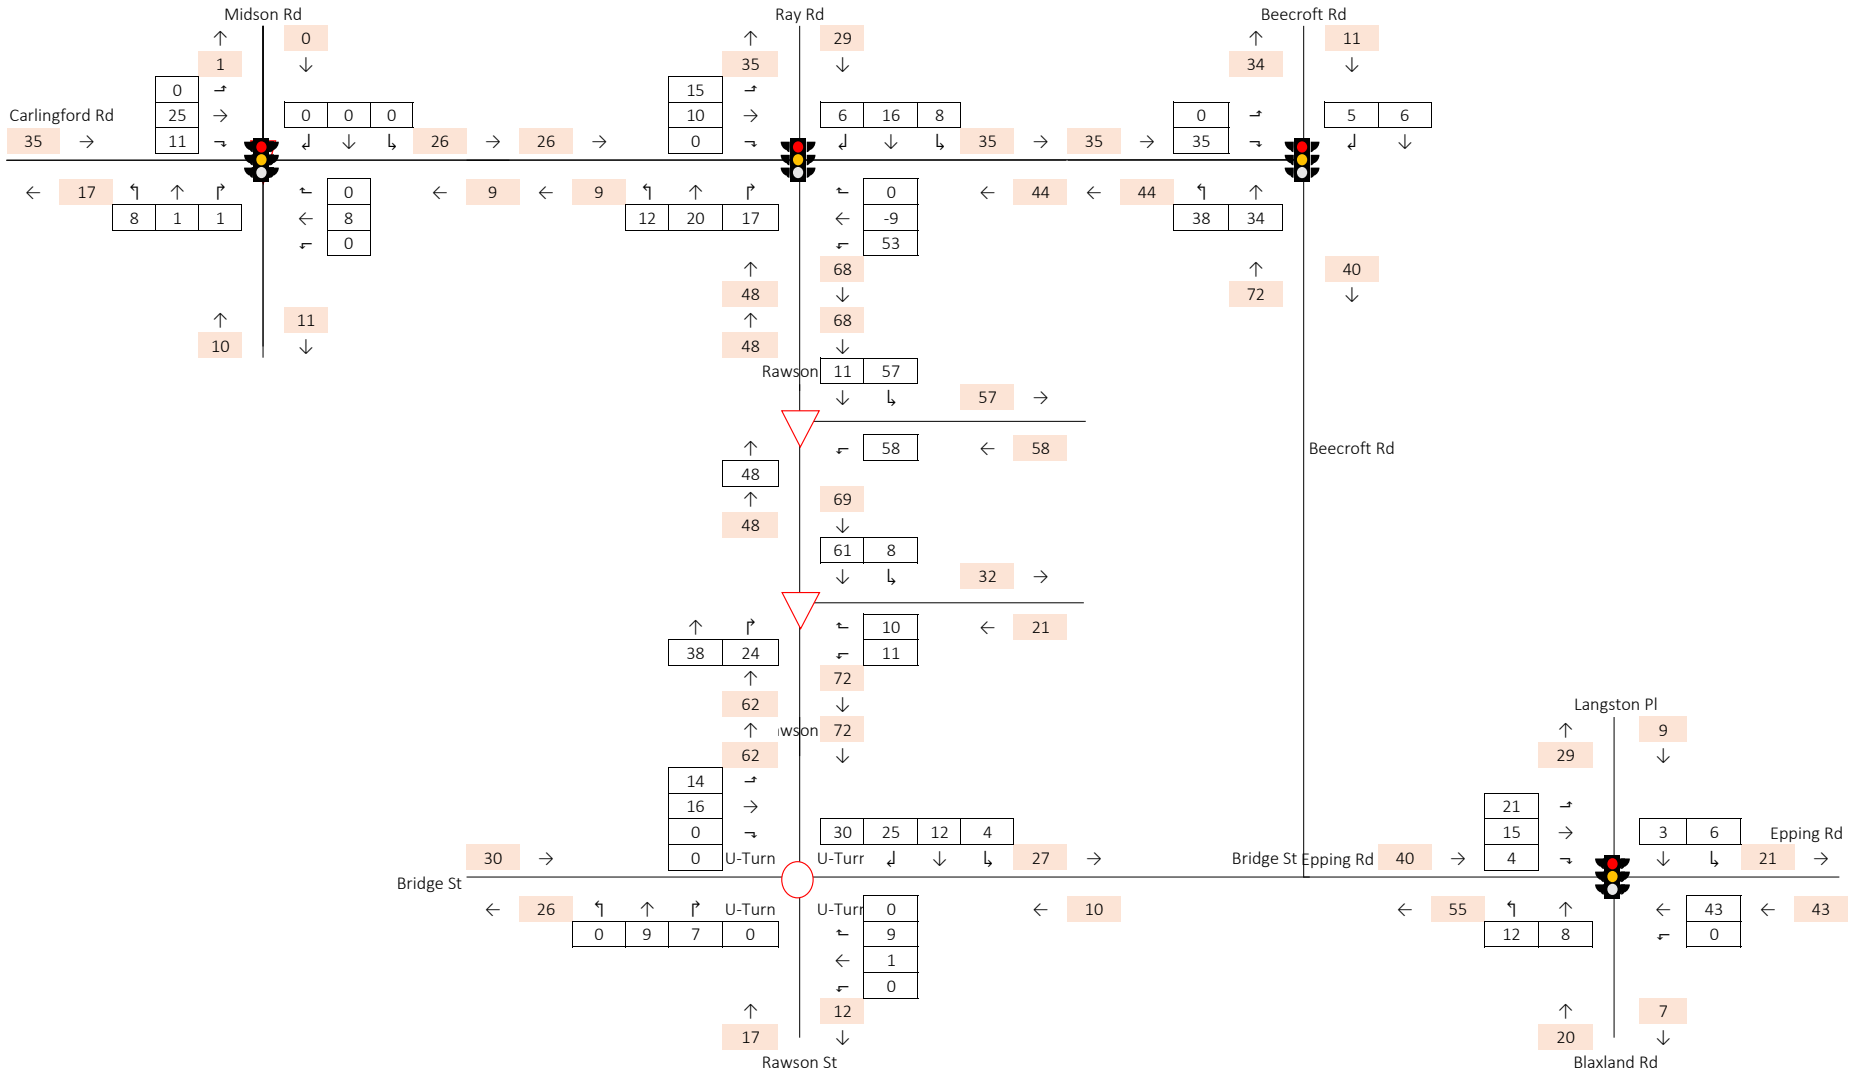 Midson Rd Ray Rd Beecroft Rd
0 29 11
1 35 34
0 15
Carlingford Rd 25 0 0 0 10 6 16 8 0 5 6
35 11 26 26 0 35 35 35
17 0 9 9 0 44 44
8 1 1 8 12 20 17 -9 38 34
0 53
68 40
48 72
11 68
10 48
Rawson 11 57
57
58 58 Beecroft Rd
48
69
48
61 8
32
10 21
38 24 11
72
62 Langston Pl
wson 72 9
62 29
14
16 21
0 30 25 12 4 15 3 6 Epping Rd
30 0 U-Turn U-Turr 27 Bridge St Epping Rd 40 4 21
Bridge St
26 U-Turn U-Turr 0 10 55 43 43
0 9 7 0 9 12 8 0
1
0
12 7
17 20
Rawson St Blaxland Rd